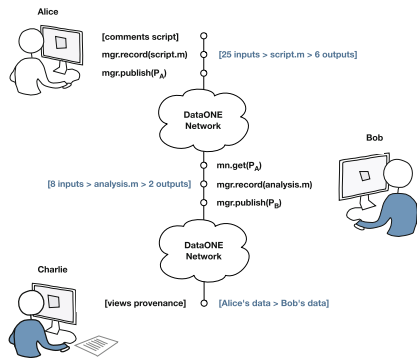 Alice
[comments script]
mgr.record(script.m)
[25 inputs > script.m > 6 outputs]
mgr.publish(PA)
DataONE
Network
Bob
mn.get(PA)
[8 inputs > analysis.m > 2 outputs]
mgr.record(analysis.m)
mgr.publish(PB)
DataONE
Network
Charlie
[views provenance]
[Alice's data > Bob's data]